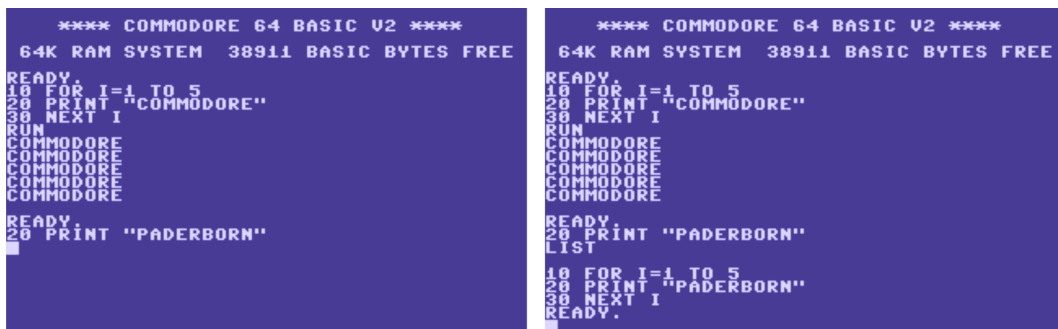 **** COMMODORE 64 BASIC V2 ****
64K RAM SYSTEM  38911 BASIC BYTES FREE
READY.
10 FOR I=1 TO 5
20 PRINT "COMMODORE"
30 NEXT I
RUN
COMMODORE
COMMODORE
COMMODORE
COMMODORE
COMMODORE
READY.
20 PRINT "PADERBORN"
**** COMMODORE 64 BASIC V2 ****
64K RAM SYSTEM  38911 BASIC BYTES FREE
READY.
10 FOR I=1 TO 5
20 PRINT "COMMODORE"
30 NEXT I
RUN
COMMODORE
COMMODORE
COMMODORE
COMMODORE
COMMODORE
READY.
20 PRINT "PADERBORN"
LIST
10 FOR I=1 TO 5
20 PRINT "PADERBORN"
30 NEXT I
READY.